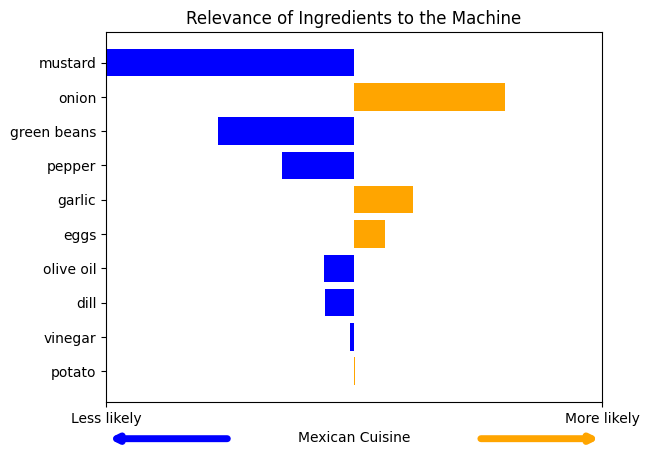 Relevance of Ingredients to the Machine
mustard
onion
green beans
pepper
garlic
eggs
olive oil
dill
vinegar
potato
Less likely
More likely
Mexican Cuisine